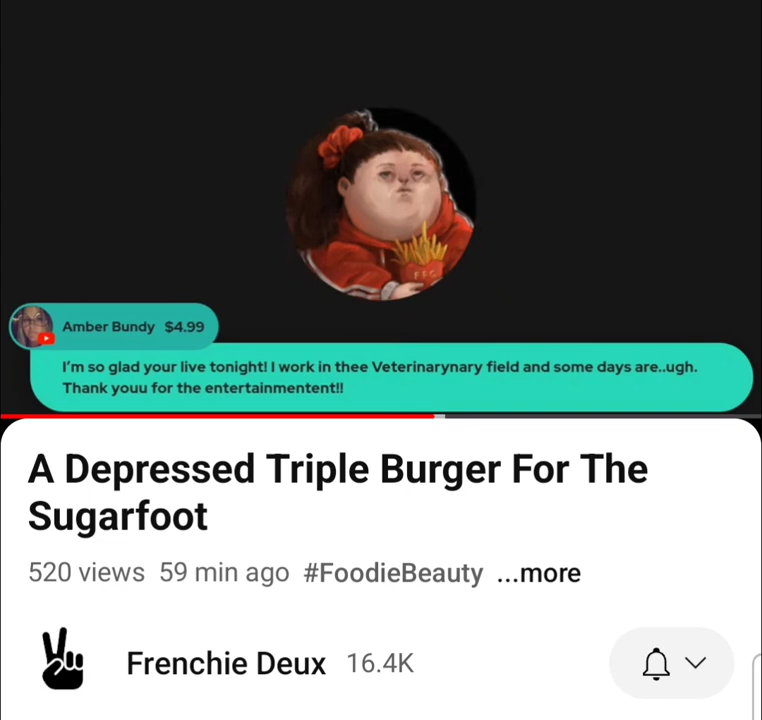 FFC
Amber Bundy $4.99
I'm so glad your live tonight! I work in thee Veterinarynary field and some days are..ugh.
Thank youu for the entertainmentent!!
A Depressed Triple Burger For The
Sugarfoot
520 views 59 min ago #FoodieBeauty ...more
Frenchie Deux 16.4K